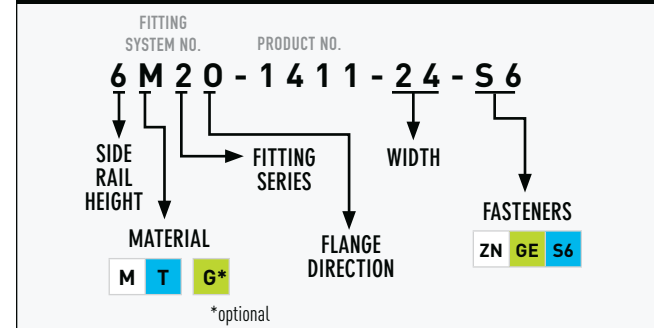 FITTING
SYSTEM NO. PRODUCT NO.
6M20-1411-24-S6
SIDE
RAIL
HEIGHT
FITTING
SERIES
WIDTH
MATERIAL
M T G*
*optional
FLANGE
DIRECTION
FASTENERS
ZN GE S6